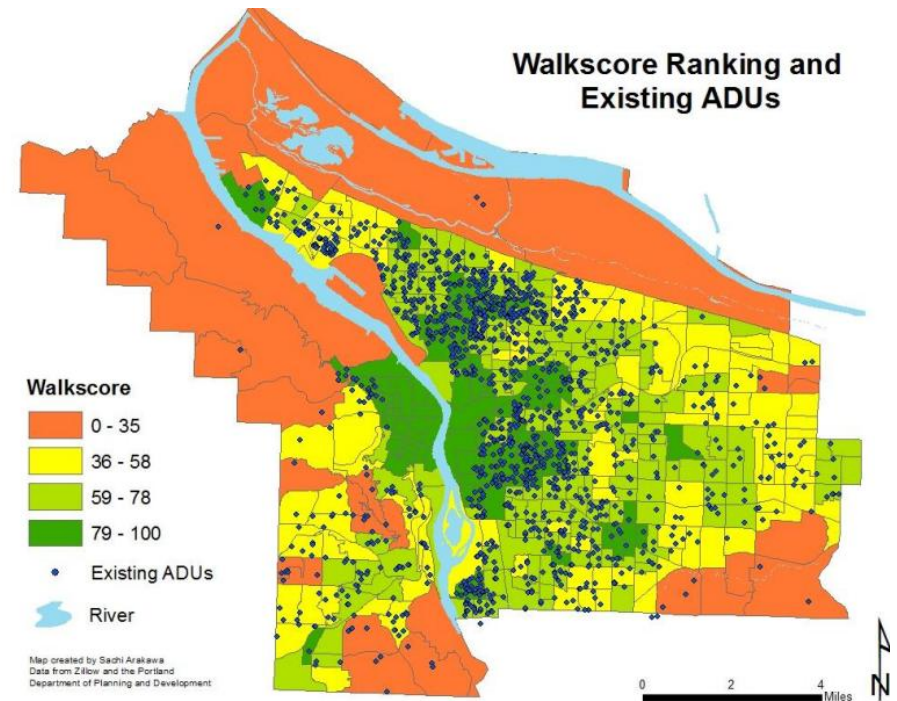 Walkscore Ranking and
Existing ADUs
Walkscore
0 - 35
36 - 58
59 - 78
79 - 100
Existing ADUs
River
Map created by Sachi Arakawa
Data from Zillow and the Portland
Department of Planning and Development
0 2 4
Miles
N